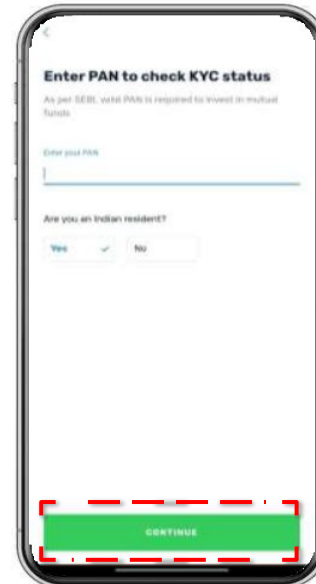 Enter PAN to check KYC status
As per SEBI, valid PAN is required to invest in mutual
funds
Enter your PAN
Are you an Indian resident?
Yes No
CONTINUE